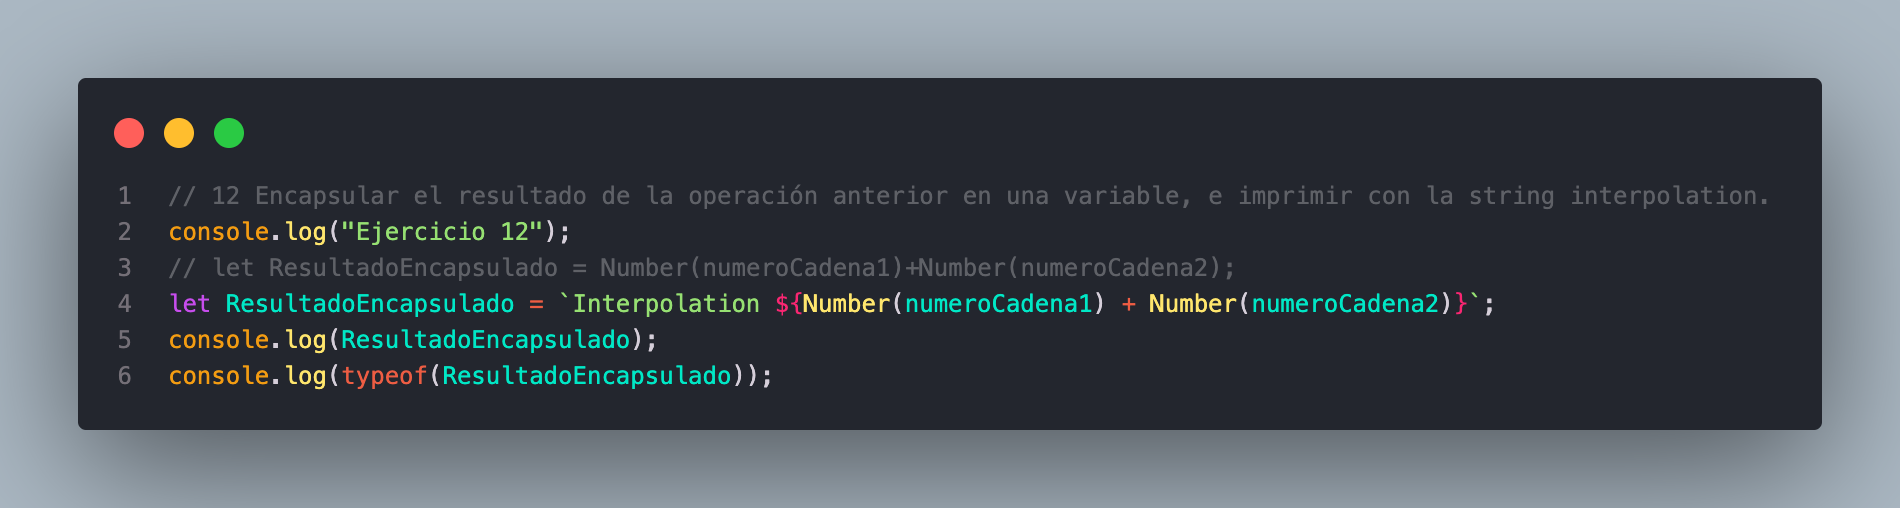 1 // 12 Encapsular el resultado de la operación anterior en una variable, e imprimir con la string interpolation.
2 console.log("Ejercicio 12");
3 // let ResultadoEncapsulado = Number(numeroCadena1)+Number(numeroCadena2);
4 let ResultadoEncapsulado = `Interpolation ${Number(numeroCadena1) + Number(numeroCadena2)}`;
5 console.log(ResultadoEncapsulado);
6 console.log(typeof(ResultadoEncapsulado));